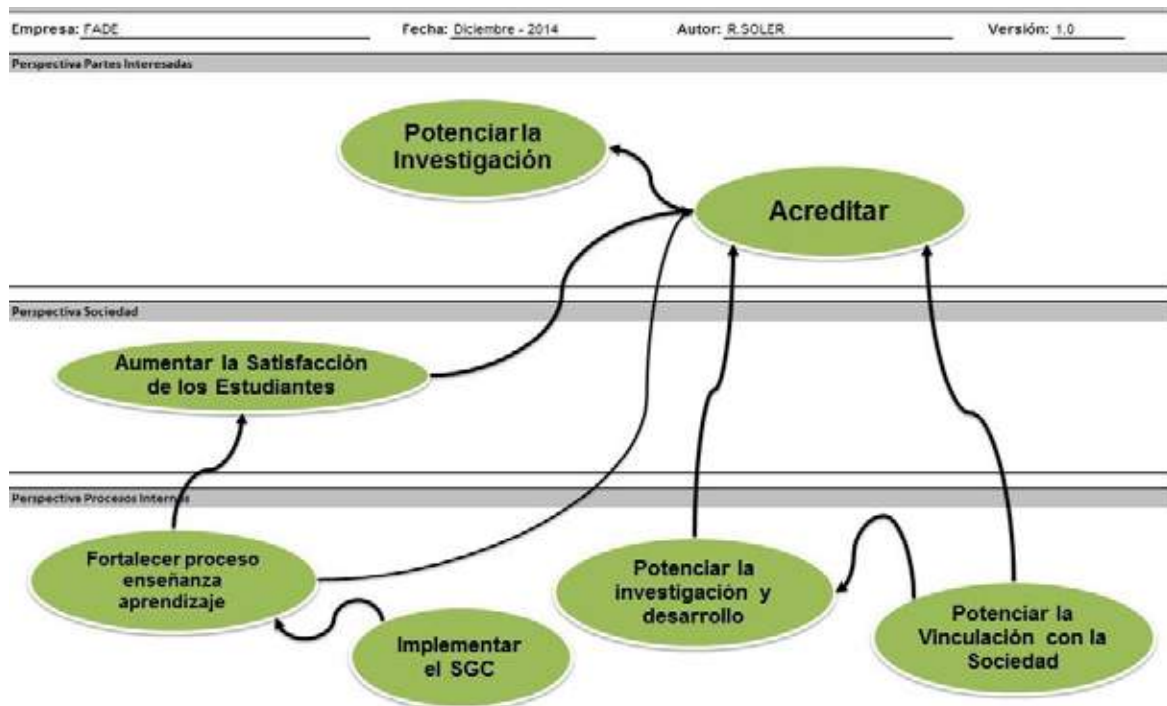 Empresa: FADE Fecha: Diciembre - 2014 Autor: R.SOLER Versión: 1.0
Perspectiva Partes Interesadas
Potenciar la
Investigación
Acreditar
Perspectiva Sociedad
Aumentar la Satisfacción
de los Estudiantes
Perspectiva Procesos Internos
Fortalecer proceso
enseñanza
aprendizaje
Implementar
el SGC
Potenciar la
investigación y
desarrollo
Potenciar la
Vinculación con la
Sociedad